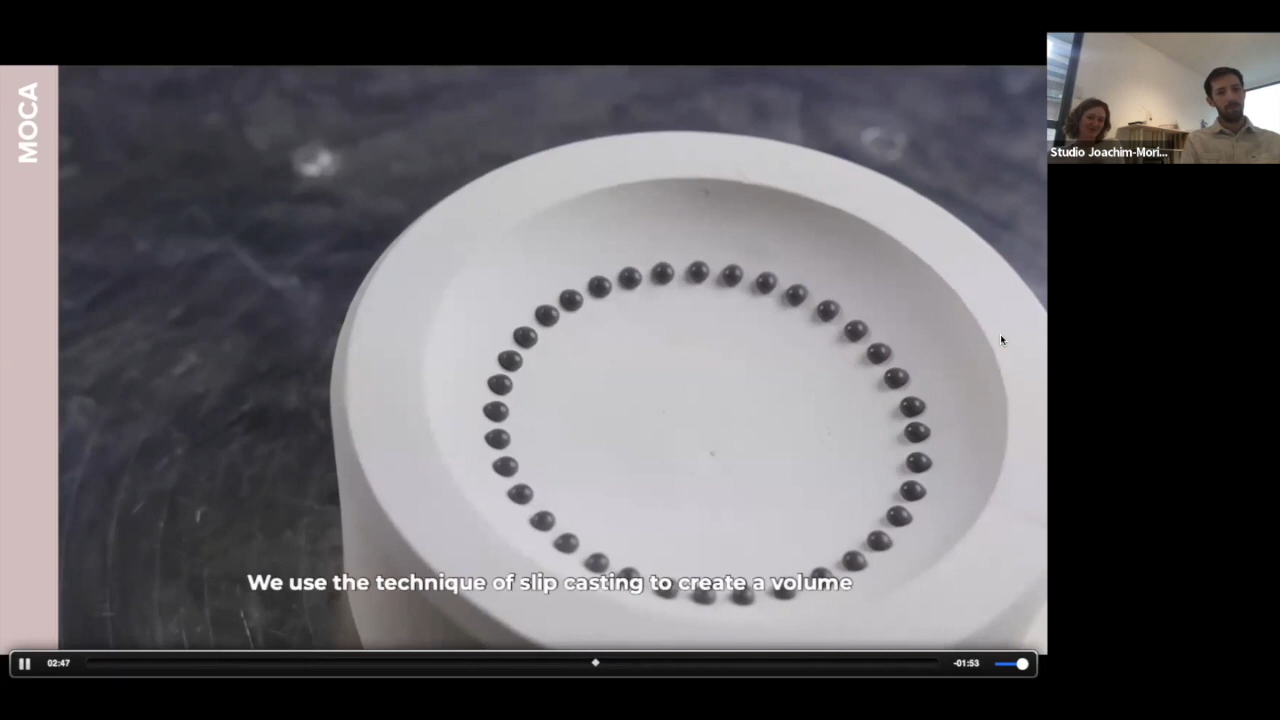 MOCA
Studio Joachim-Mori...
We use the technique of slip casting to create a volume
02:47
-01:53